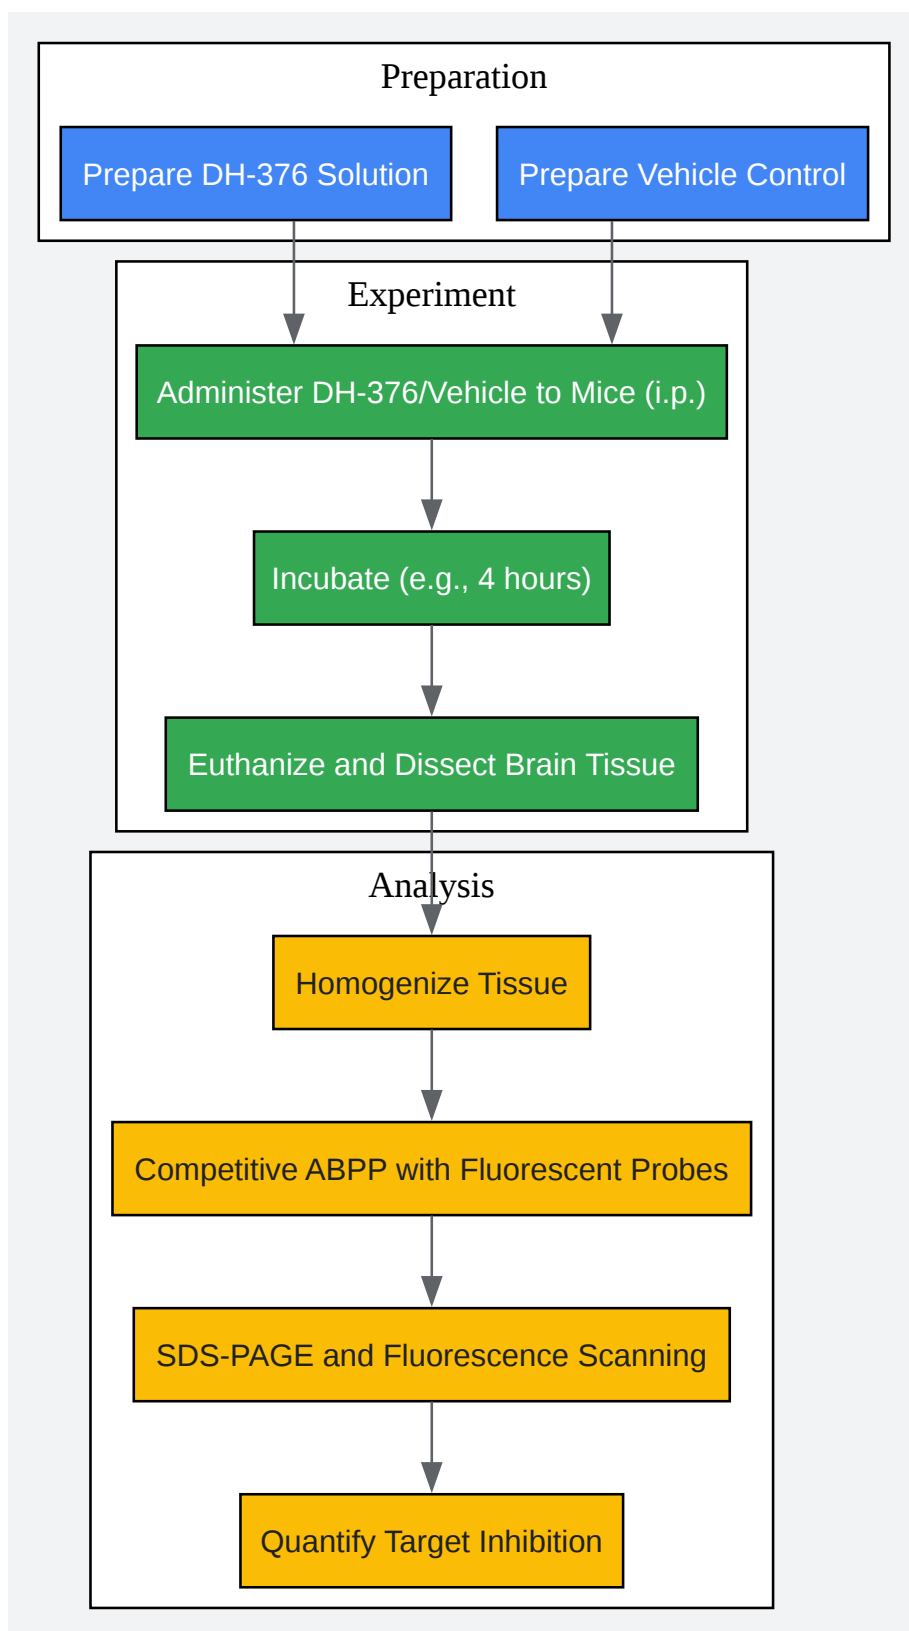 Preparation
Prepare DH-376 Solution
Prepare Vehicle Control
Experiment
Administer DH-376/Vehicle to Mice (i.p.)
Incubate (e.g., 4 hours)
Euthanize and Dissect Brain Tissue
Analysis
Homogenize Tissue
Competitive ABPP with Fluorescent Probes
SDS-PAGE and Fluorescence Scanning
Quantify Target Inhibition